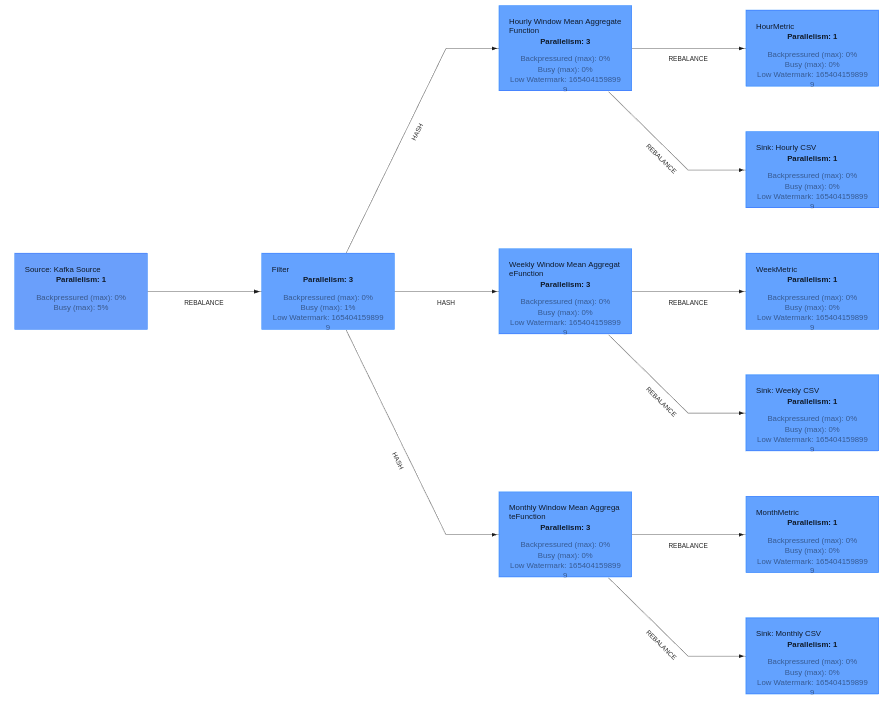 Source: Kafka Source
Parallelism: 1
Backpressured (max): 0%
Busy (max): 5%
REBALANCE
Filter
Parallelism: 3
Backpressured (max): 0%
Busy (max): 1%
Low Watermark: 165404159899
9
HASH
HASH
HASH
Hourly Window Mean Aggregate
Function
Parallelism: 3
Backpressured (max): 0%
Busy (max): 0%
Low Watermark: 165404159899
9
REBALANCE
REBALANCE
HourMetric
Parallelism: 1
Backpressured (max): 0%
Busy (max): 0%
Low Watermark: 165404159899
9
Sink: Hourly CSV
Parallelism: 1
Backpressured (max): 0%
Busy (max): 0%
Low Watermark: 165404159899
9
Weekly Window Mean Aggregat
eFunction
Parallelism: 3
Backpressured (max): 0%
Busy (max): 0%
Low Watermark: 165404159899
9
REBALANCE
REBALANCE
WeekMetric
Parallelism: 1
Backpressured (max): 0%
Busy (max): 0%
Low Watermark: 165404159899
9
Sink: Weekly CSV
Parallelism: 1
Backpressured (max): 0%
Busy (max): 0%
Low Watermark: 165404159899
9
Monthly Window Mean Aggrega
teFunction
Parallelism: 3
Backpressured (max): 0%
Busy (max): 0%
Low Watermark: 165404159899
9
REBALANCE
REBALANCE
MonthMetric
Parallelism: 1
Backpressured (max): 0%
Busy (max): 0%
Low Watermark: 165404159899
9
Sink: Monthly CSV
Parallelism: 1
Backpressured (max): 0%
Busy (max): 0%
Low Watermark: 165404159899
9